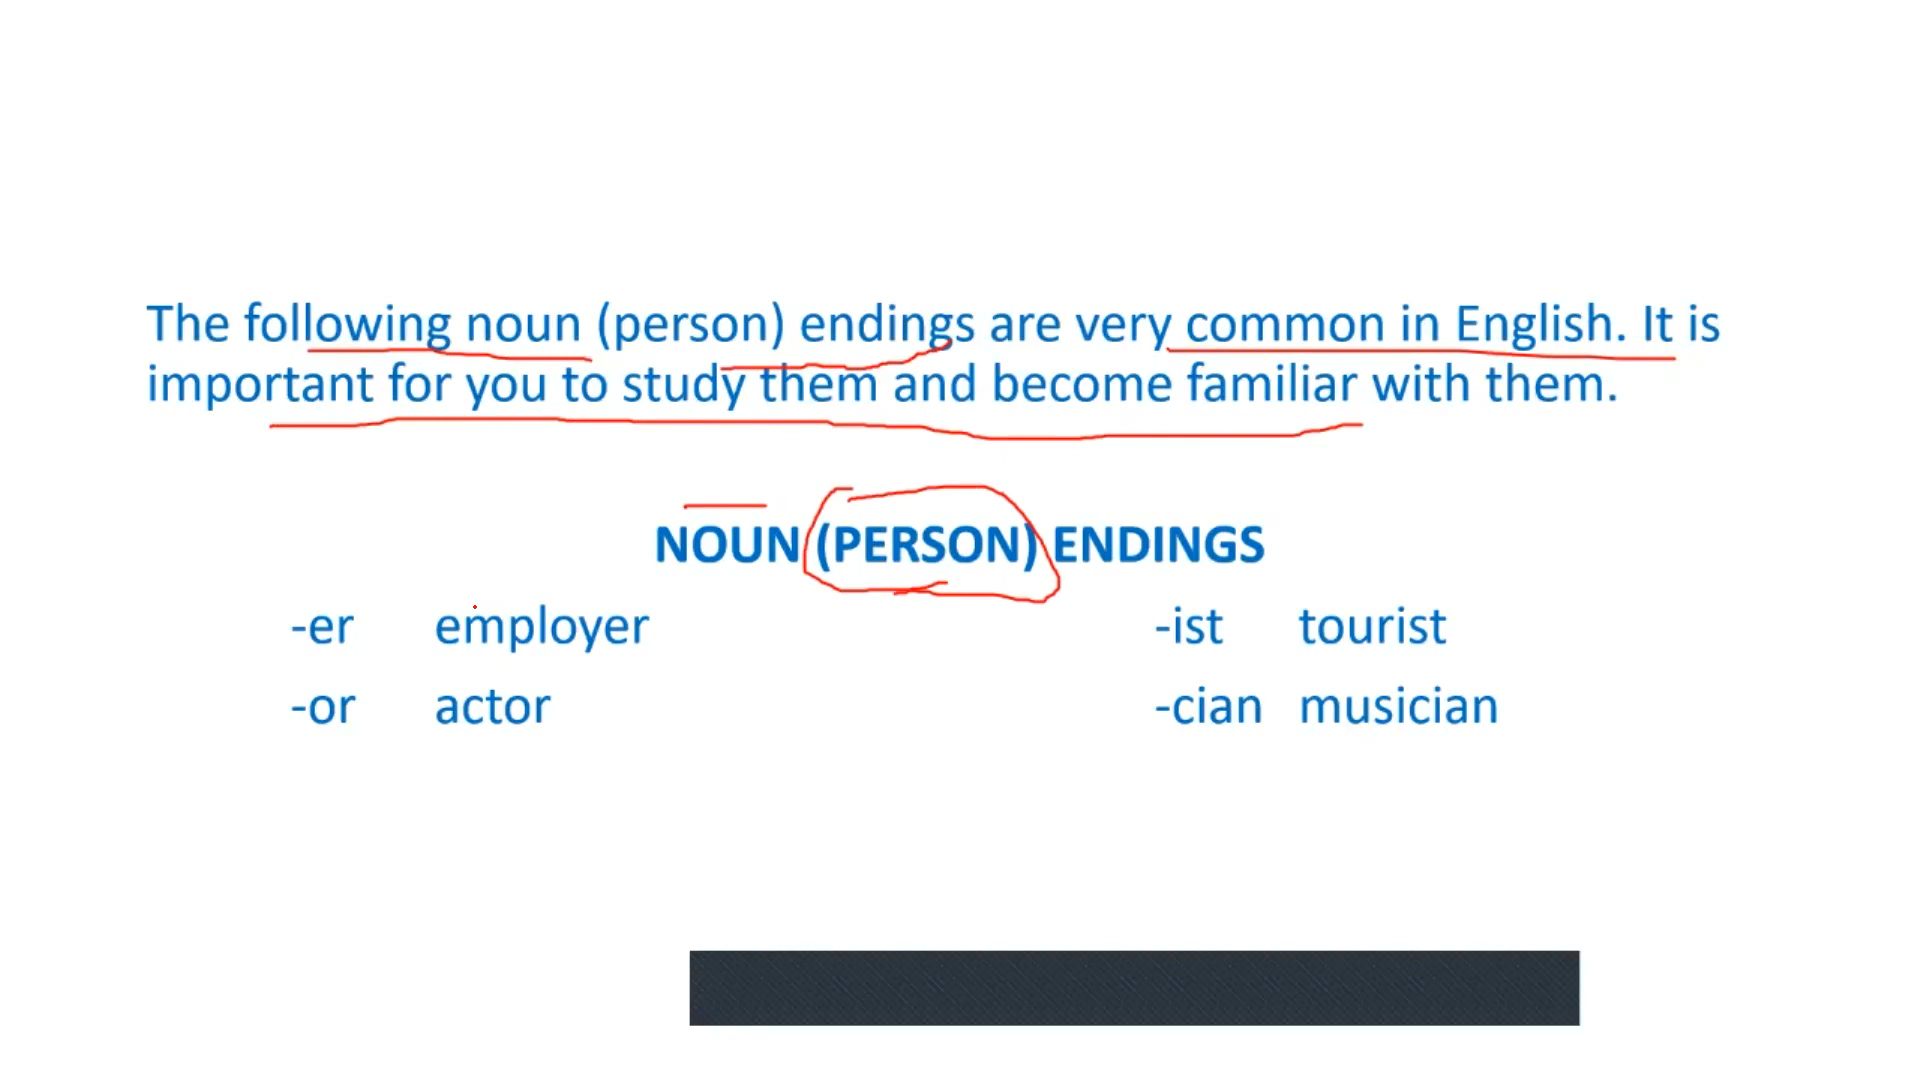 The following noun (person) endings are very common in English. It is
important for you to study them and become familiar with them.
NOUN (PERSON) ENDINGS
-er employer -ist tourist
-or actor -cian musician